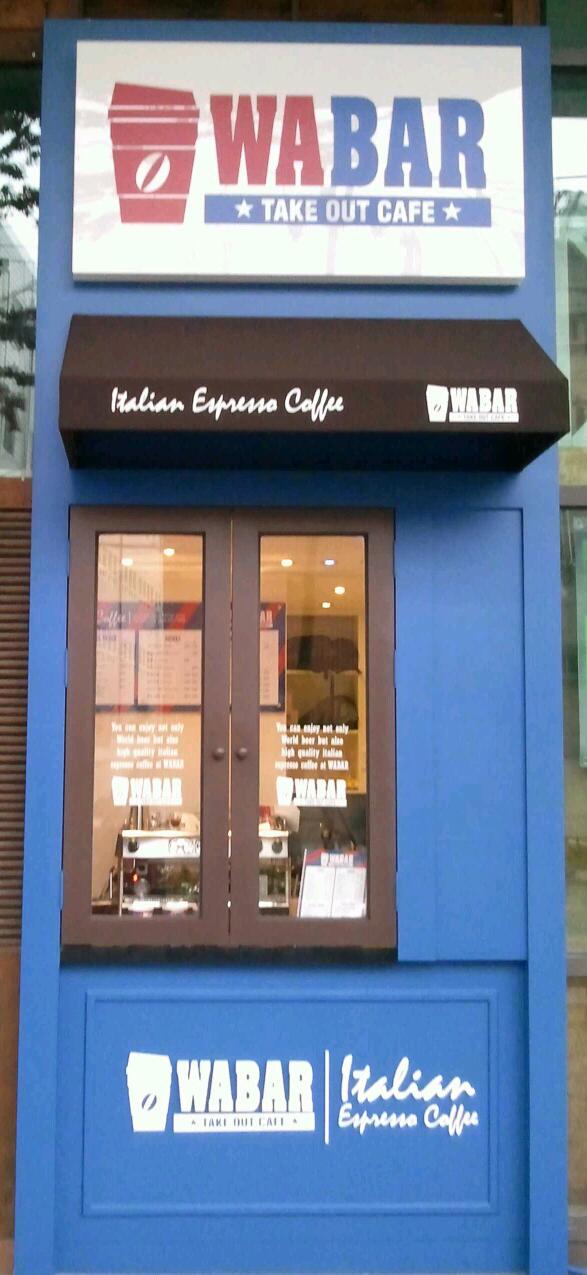 WABAR
★ TAKE OUT CAFE ★
Italian Espresso Coffee
WABAR
TAKE OUT CAFE
Coffee
You can enjoy not only
World beer but also
high quality italian
espresso coffee at WABAR
WABAR
You can enjoy not only
World beer but also
high quality italian
espresso coffee at WABAR
WABAR
WABAR
WABAR
★ TAKE OUT CAFE ★
Italian
Espresso Coffee